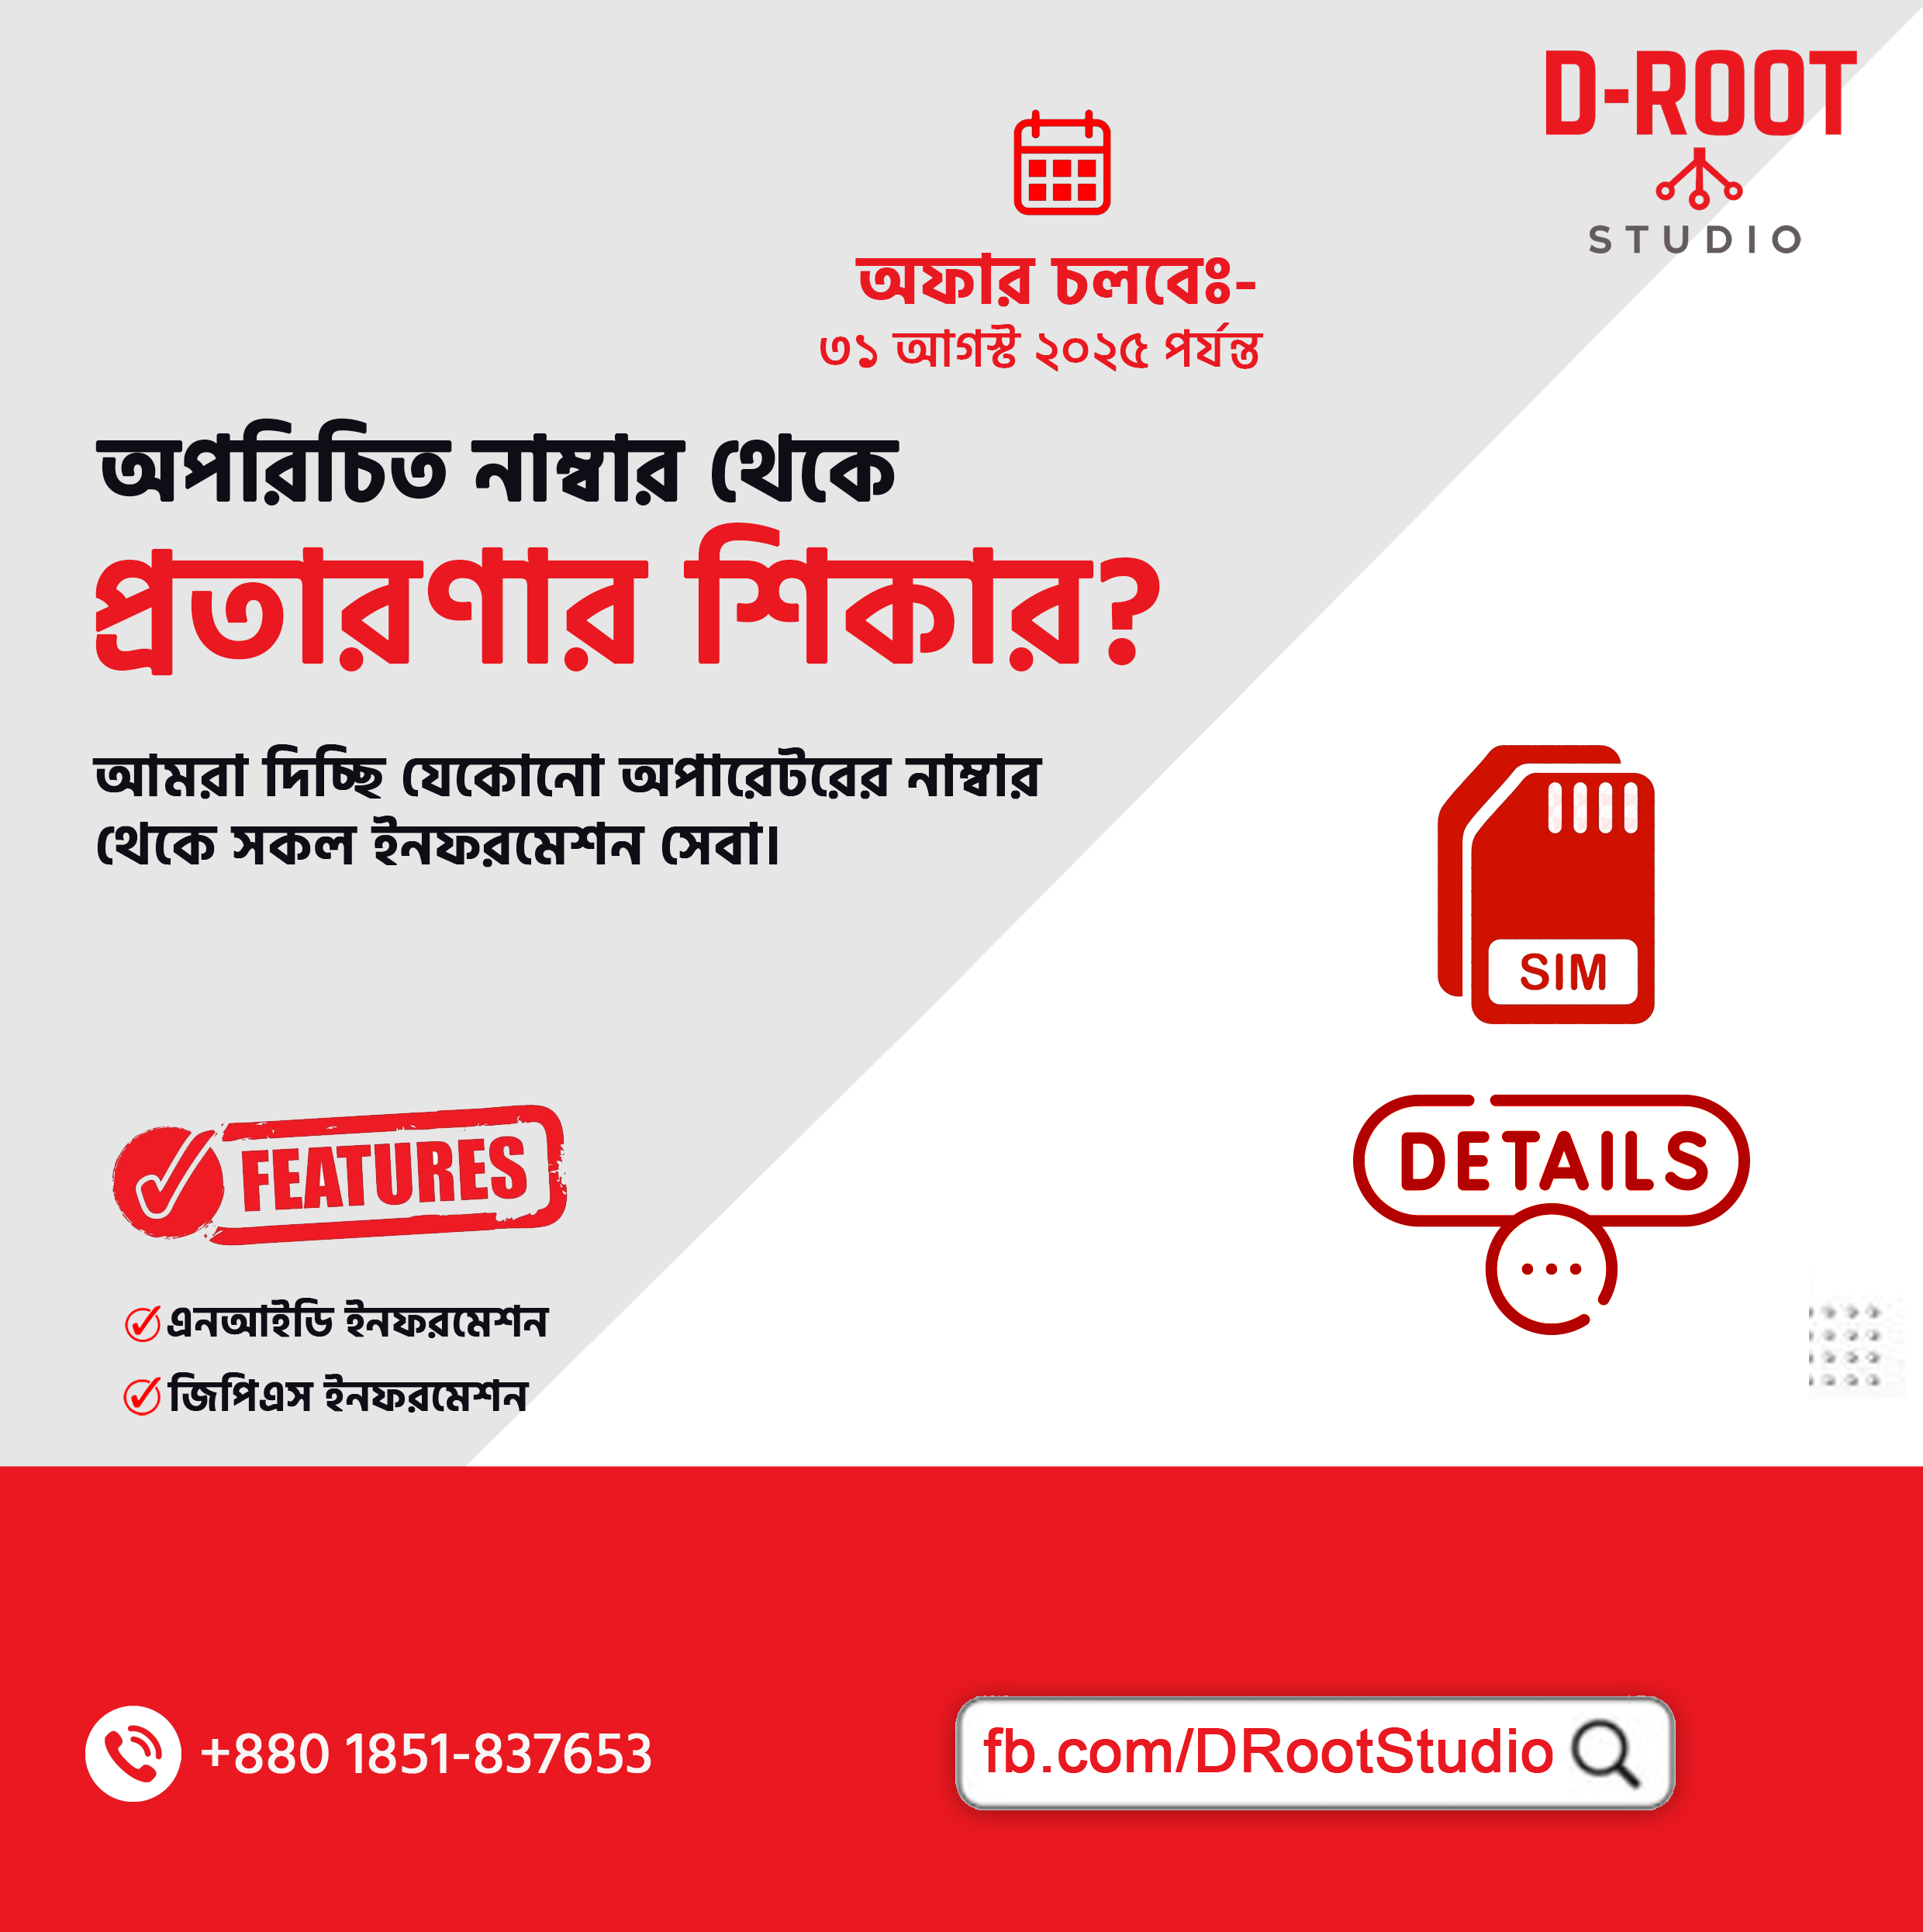 D-ROOT
STUDIO
অফার চলবেঃ-
৩১ আগস্ট ২০২৫ পর্যন্ত
অপরিচিত নাম্বার থেকে
প্রতারণার শিকার?
আমরা দিচ্ছি যেকোনো অপারেটরের নাম্বার
থেকে সকল ইনফরমেশন সেবা।
SIM
DETAILS
FEATURES
এনআইডি ইনফরমেশন
জিপিএস ইনফরমেশন
+880 1851-837653
fb.com/DRootStudio